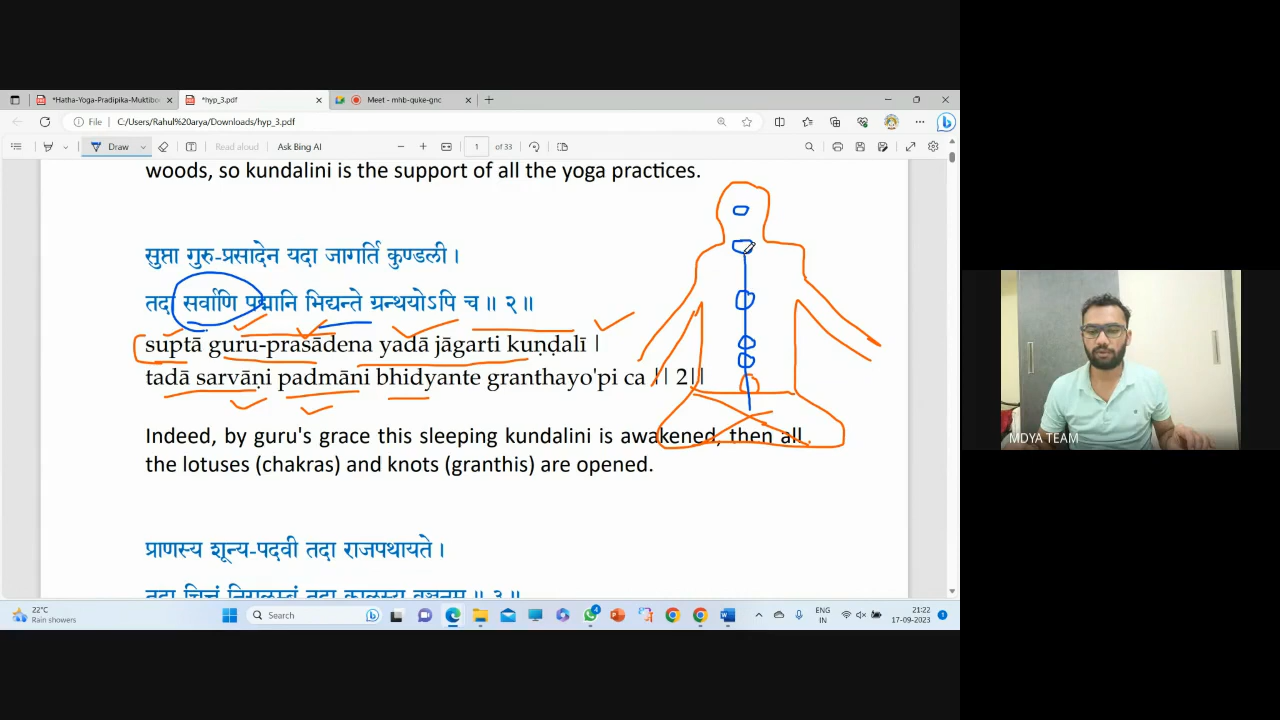 *Hatha-Yoga-Pradipika-Muktibo
*hyp_3.pdf
Meet - mhb-quke-gnc
File
C:/Users/Rahul%20arya/Downloads/hyp_3.pdf
Draw
Read aloud
Ask Bing AI
1
of 33
woods, so kundalini is the support of all the yoga practices.
सुप्ता गुरु-प्रसादेन यदा जागर्ति कुण्डली ।
तदा सर्वाणि पद्मानि भिद्यन्ते ग्रन्थयोऽपि च ॥ २॥
suptā guru-prasādena yadā jāgarti kuṇḍalī |
tadā sarvāṇi padmāni bhidyante granthayo'pi ca || 2||
Indeed, by guru's grace this sleeping kundalini is awakened, then all
the lotuses (chakras) and knots (granthis) are opened.
प्राणस्य शून्य-पदवी तदा राजपथायते ।
MDYA TEAM
22°C
Rain showers
Search
4
ENG
IN
21:22
17-09-2023
1